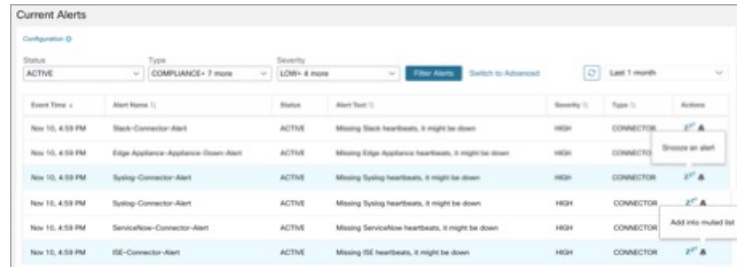 Current Alerts
Configuration
Status Type Severity
ACTIVE COMPLIANCE+ 7 more LOW+ 4 more Filter Alerts Switch to Advanced Last 1 month
Event Time Alert Name Status Alert Text Severity Type Actions
Nov 10, 4:59 PM Slack-Connector-Alert ACTIVE Missing Slack heartbeats, it might be down HIGH CONNECTOR
Nov 10, 4:59 PM Edge Appliance-Appliance-Down-Alert ACTIVE Missing Edge Appliance heartbeats, it might be down HIGH CONNECTO
Snooze an alert
Nov 10, 4:59 PM Syslog-Connector-Alert ACTIVE Missing Syslog heartbeats, it might be down HIGH CONNECTOR
Nov 10, 4:59 PM Syslog-Connector-Alert ACTIVE Missing Syslog heartbeats, it might be down HIGH CONNECTOR
Nov 10, 4:59 PM ServiceNow-Connector-Alert ACTIVE Missing ServiceNow heartbeats, it might be down HIGH CONNECTOR
Add into muted list
Nov 10, 4:59 PM ISE-Connector-Alert ACTIVE Missing ISE heartbeats, it might be down HIGH CONNECTOR